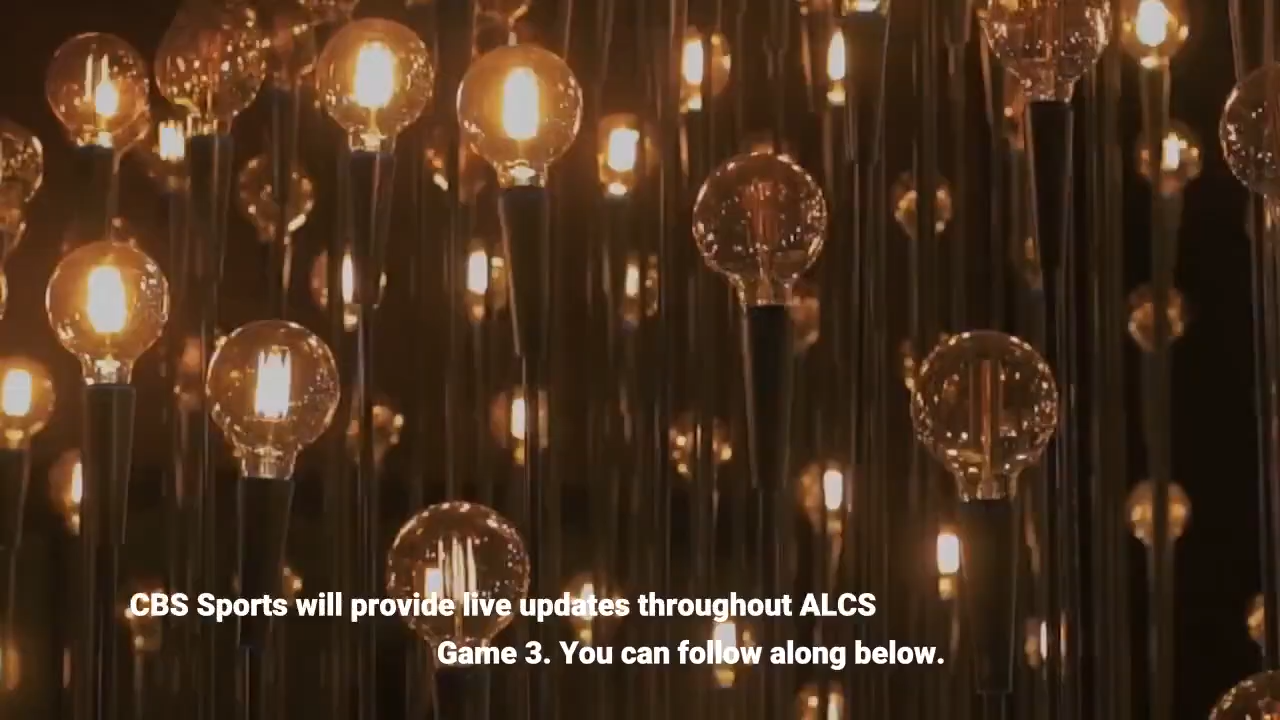 CBS Sports will provide live updates throughout ALCS
Game 3. You can follow along below.